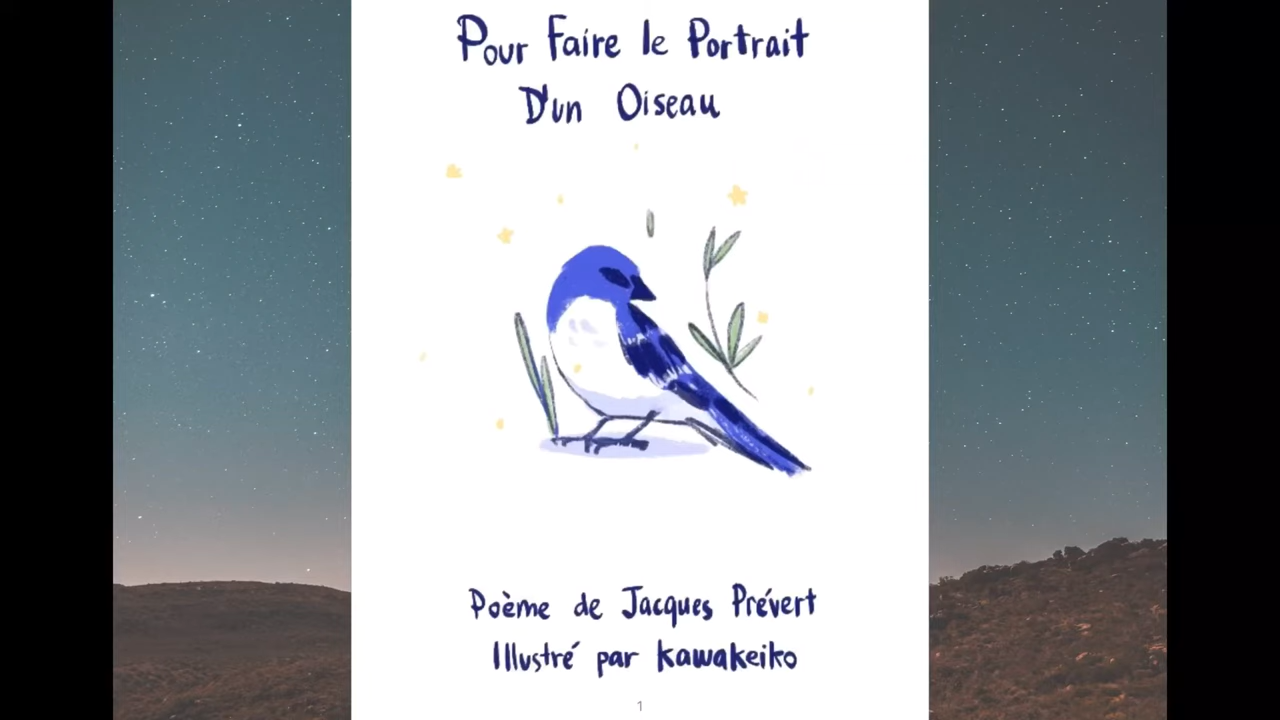 Pour Faire le Portrait
D'un Oiseau
Poème de Jacques Prévert
Illustré par kawakeiko
1